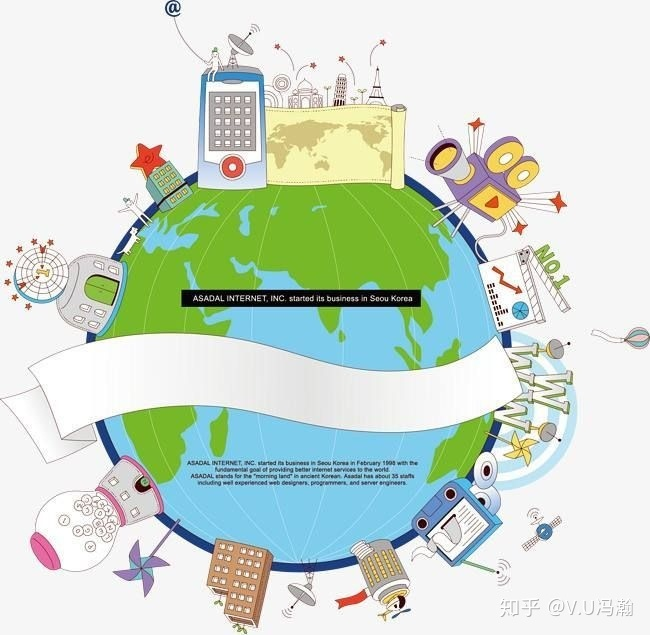 @
NO.1
ASADAL INTERNET, INC. started its business in Seou Korea
WWW
ASADAL INTERNET, INC. started its business in Seou Korea in February 1998 with the
fundamental goal of providing better internet services to the world.
ASADAL stands for the "morning land" in ancient Korean. Asadal has about 35 staffs
including well experienced web designers, programmers, and server engineers.
知乎 @V.U冯瀚